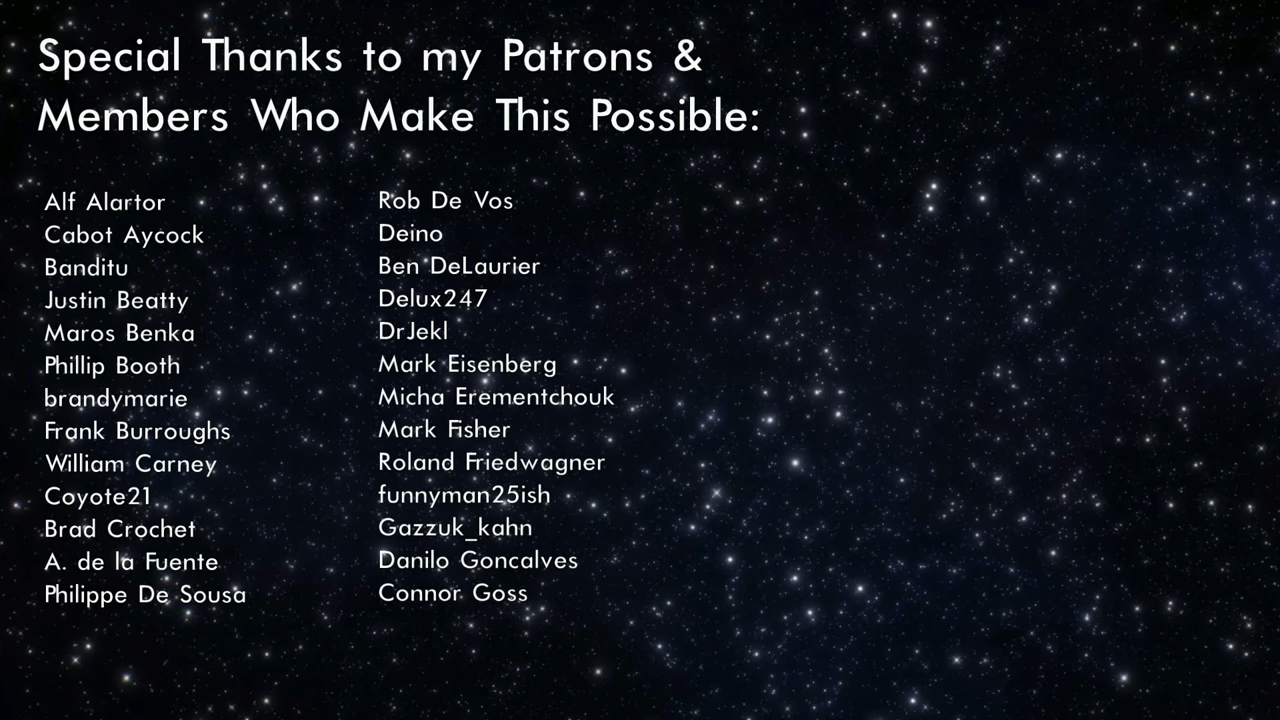 Special Thanks to my Patrons &
Members Who Make This Possible:
Alf Alartor
Cabot Aycock
Banditu
Justin Beatty
Maros Benka
Phillip Booth
brandymarie
Frank Burroughs
William Carney
Coyote21
Brad Crochet
A. de la Fuente
Philippe De Sousa
Rob De Vos
Deino
Ben DeLaurier
Delux247
DrJekl
Mark Eisenberg
Micha Erementchouk
Mark Fisher
Roland Friedwagner
funnyman25ish
Gazzuk_kahn
Danilo Goncalves
Connor Goss